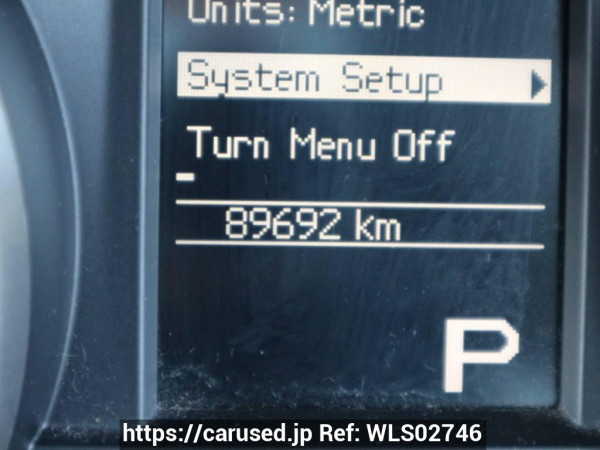 Units: Metric
System Setup
Turn Menu Off
89692 km
P
https://carused.jp Ref: WLS02746